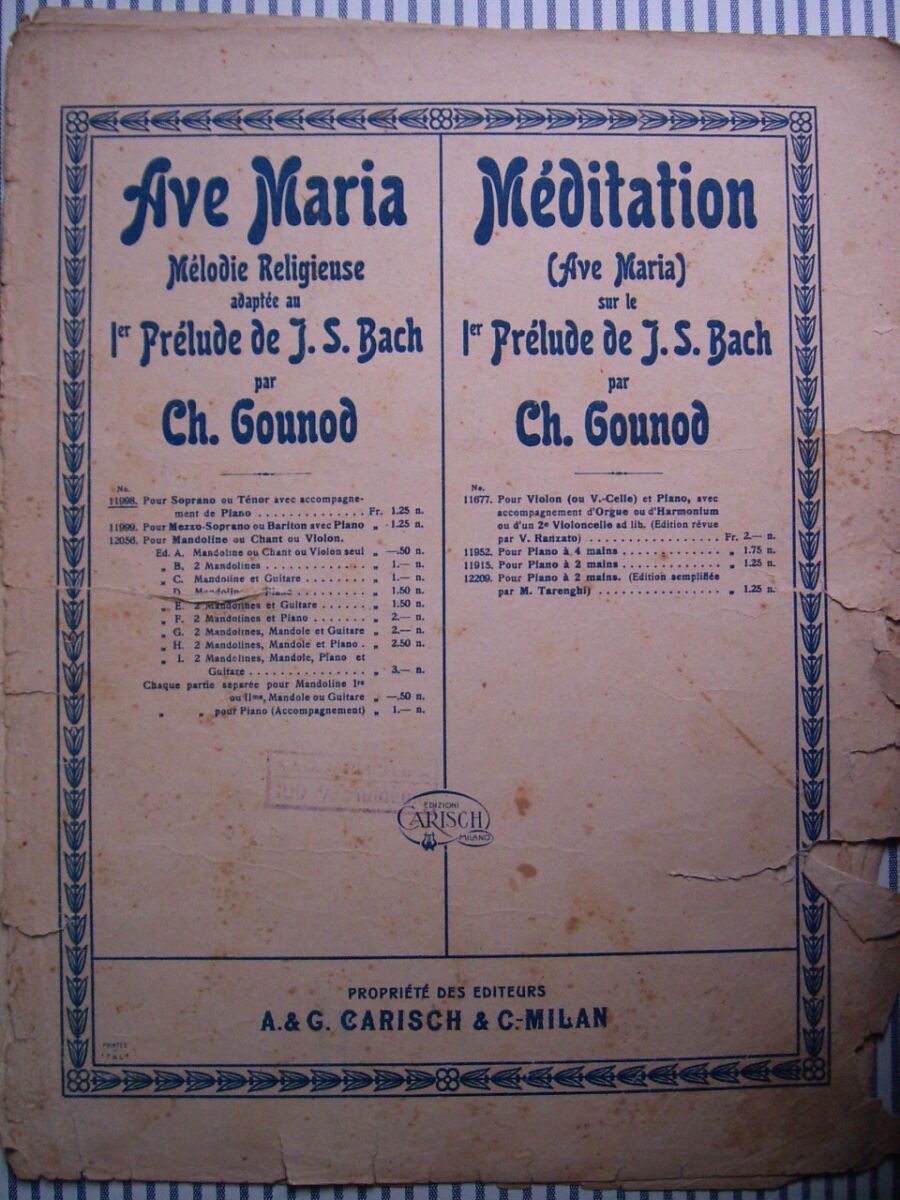 Ave Maria
Mélodie Religieuse
adaptée au
1er Prélude de J. S. Bach
par
Ch. Gounod
No.
11998. Pour Soprano ou Ténor avec accompagne-
ment de Piano . . . . . . . . . . . . . . Fr. 1.25 n.
11999. Pour Mezzo-Soprano ou Bariton avec Piano „ 1.25 n.
12056. Pour Mandoline ou Chant ou Violon.
Ed. A. Mandoline ou Chant ou Violon seul „ —.50 n.
„ B. 2 Mandolines . . . . . . . . . . . . . „ 1.— n.
„ C. Mandoline et Guitare . . . . . . . . „ 1.— n.
D. Mandoline Piano . . . . . . . . „ 1.50 n.
„ E. 2 Mandolines et Guitare . . . . . . „ 1.50 n.
„ F. 2 Mandolines et Piano . . . . . . . „ 2.— n.
„ G. 2 Mandolines, Mandole et Guitare „ 2.— n.
„ H. 2 Mandolines, Mandole et Piano . „ 2.50 n.
„ I. 2 Mandolines, Mandole, Piano et
Guitare . . . . . . . . . . . . . . . „ 3.— n.
Chaque partie separée pour Mandoline Ire
ou IIme, Mandole ou Guitare „ —.50 n.
„ „ pour Piano (Accompagnement) „ 1.— n.
Méditation
(Ave Maria)
sur le
1er Prélude de J. S. Bach
par
Ch. Gounod
No.
11677. Pour Violon (ou V.-Celle) et Piano, avec
accompagnement d'Orgue ou d'Harmonium
ou d'un 2e Violoncelle ad lib. (Edition révue
par V. Ranzato) . . . . . . . . . . . . . . . Fr. 2.— n.
11952. Pour Piano à 4 mains . . . . . . . . . . . . . „ 1.75 n.
11915. Pour Piano à 2 mains . . . . . . . . . . . . . „ 1.25 n.
12209. Pour Piano à 2 mains. (Edition semplifiée
par M. Tarenghi) . . . . . . . . . . . . . . . „ 1.25 n.
EDIZIONI
CARISCH
MILANO
PROPRIÉTÉ DES EDITEURS
A. & G. CARISCH & C.-MILAN
PRINTED
ITALY